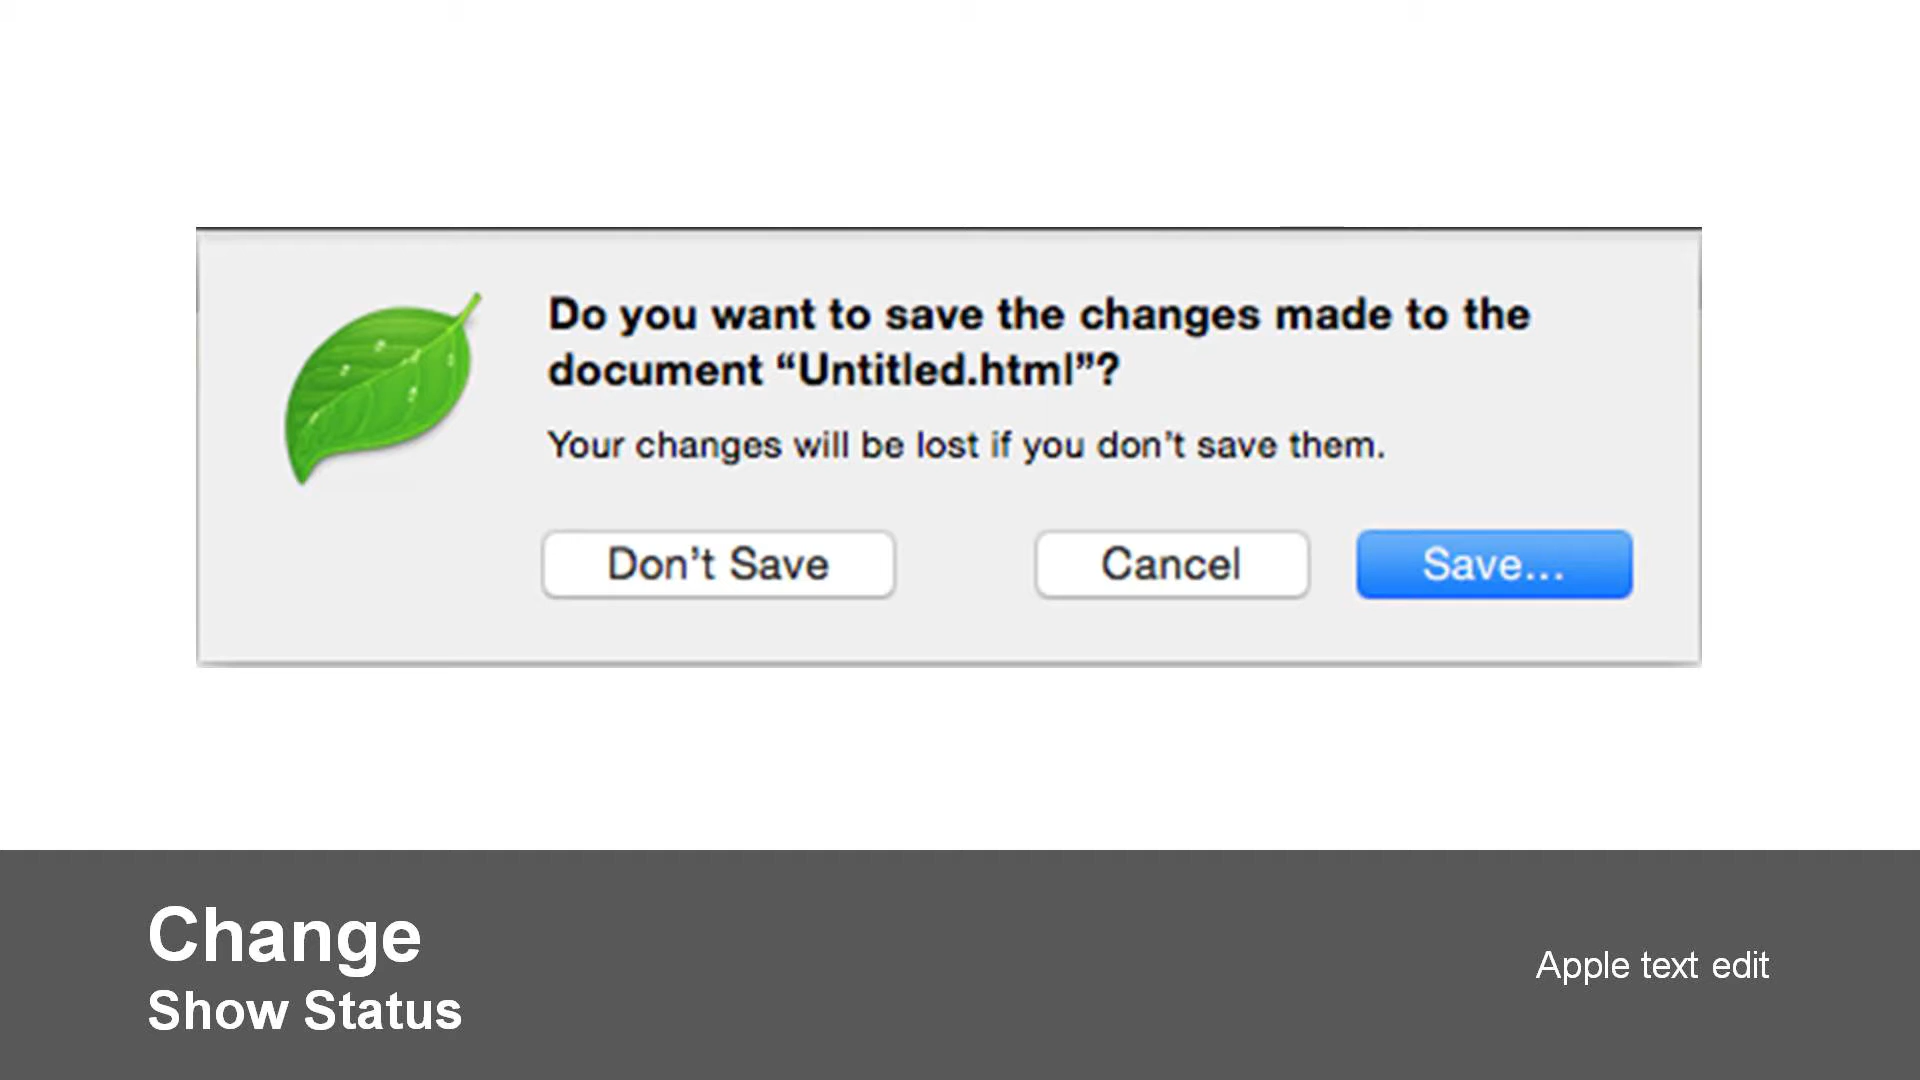 Do you want to save the changes made to the
document “Untitled.html”?
Your changes will be lost if you don’t save them.
Don’t Save
Cancel
Save...
Change
Show Status
Apple text edit